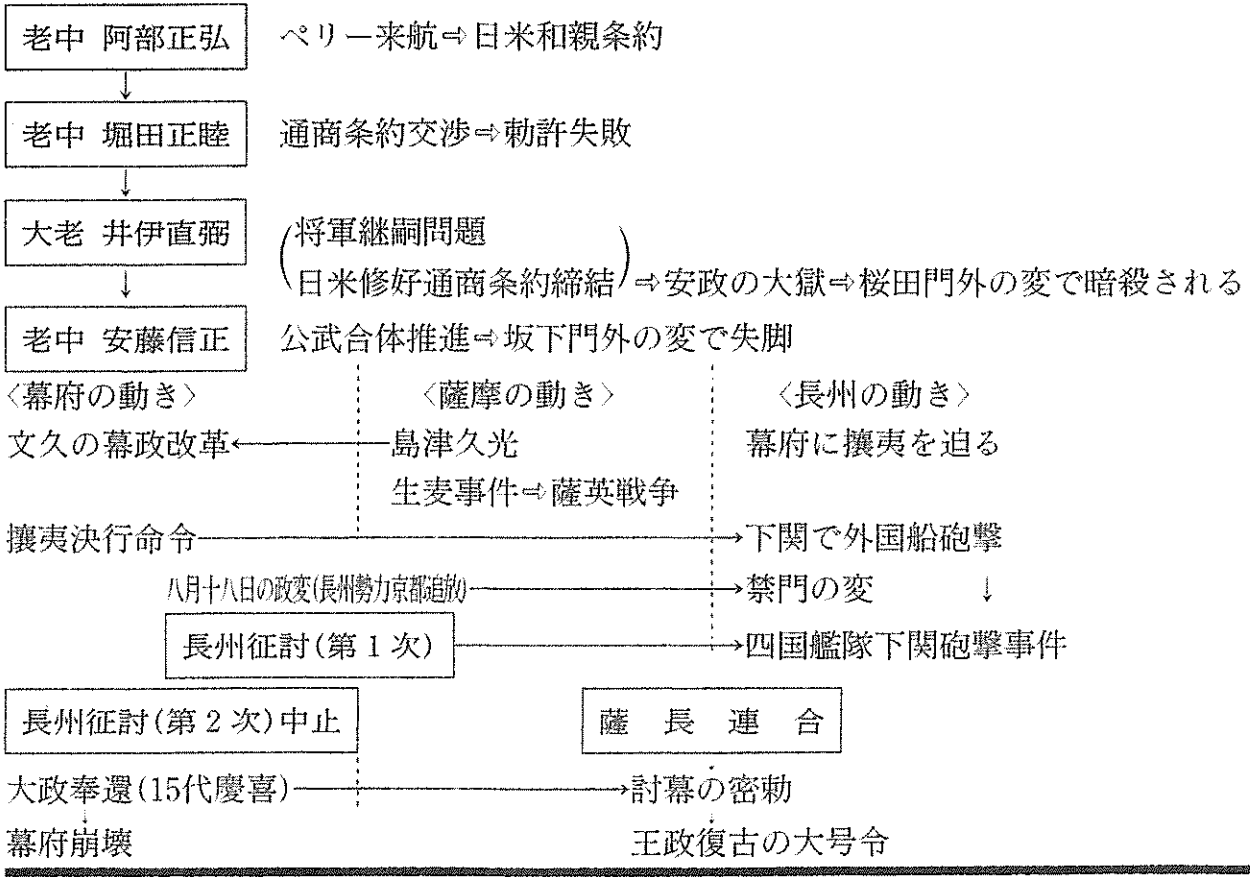 老中 阿部正弘 ペリー来航⇨日米和親条約
↓
老中 堀田正睦 通商条約交渉⇨勅許失敗
↓
大老 井伊直弼 (将軍継嗣問題
日米修好通商条約締結)⇨安政の大獄⇨桜田門外の変で暗殺される
↓
老中 安藤信正 公武合体推進⇨坂下門外の変で失脚
〈幕府の動き〉 〈薩摩の動き〉 〈長州の動き〉
文久の幕政改革←島津久光 幕府に攘夷を迫る
生麦事件⇨薩英戦争
攘夷決行命令→下関で外国船砲撃
八月十八日の政変(長州勢力京都追放)→禁門の変 ↓
長州征討(第1次)→四国艦隊下関砲撃事件
長州征討(第2次)中止 薩長連合
大政奉還(15代慶喜)→討幕の密勅
↓ ↓
幕府崩壊 王政復古の大号令